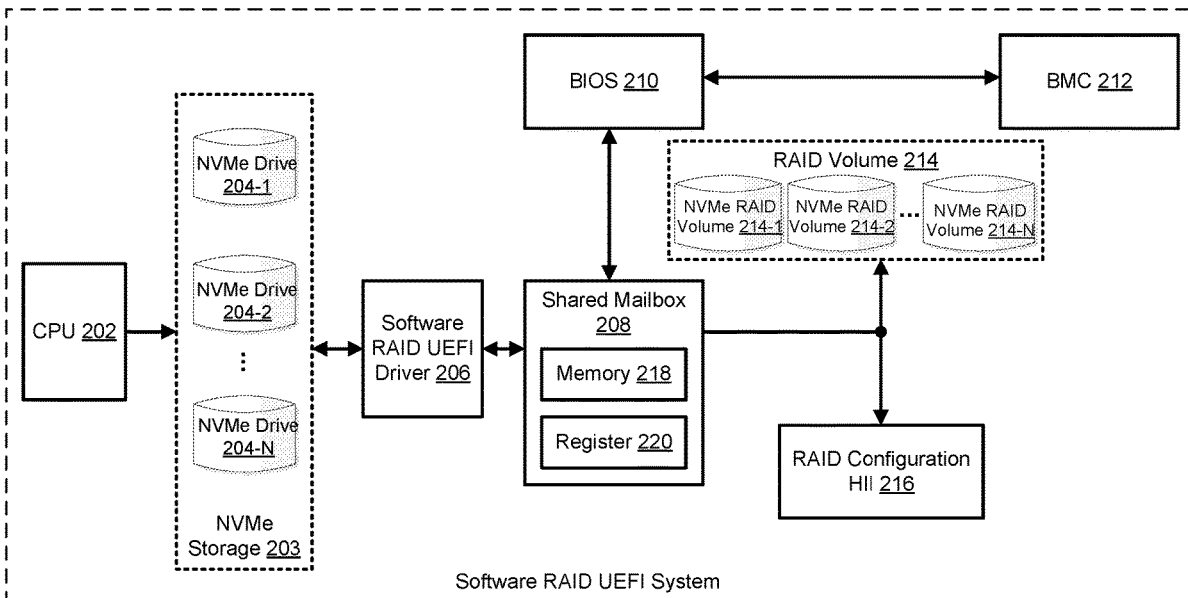 BIOS 210
BMC 212
RAID Volume 214
NVMe RAID
Volume 214-1
NVMe RAID
Volume 214-2
...
NVMe RAID
Volume 214-N
NVMe Drive
204-1
NVMe Drive
204-2
...
NVMe Drive
204-N
NVMe
Storage 203
CPU 202
Software
RAID UEFI
Driver 206
Shared Mailbox
208
Memory 218
Register 220
RAID Configuration
HII 216
Software RAID UEFI System